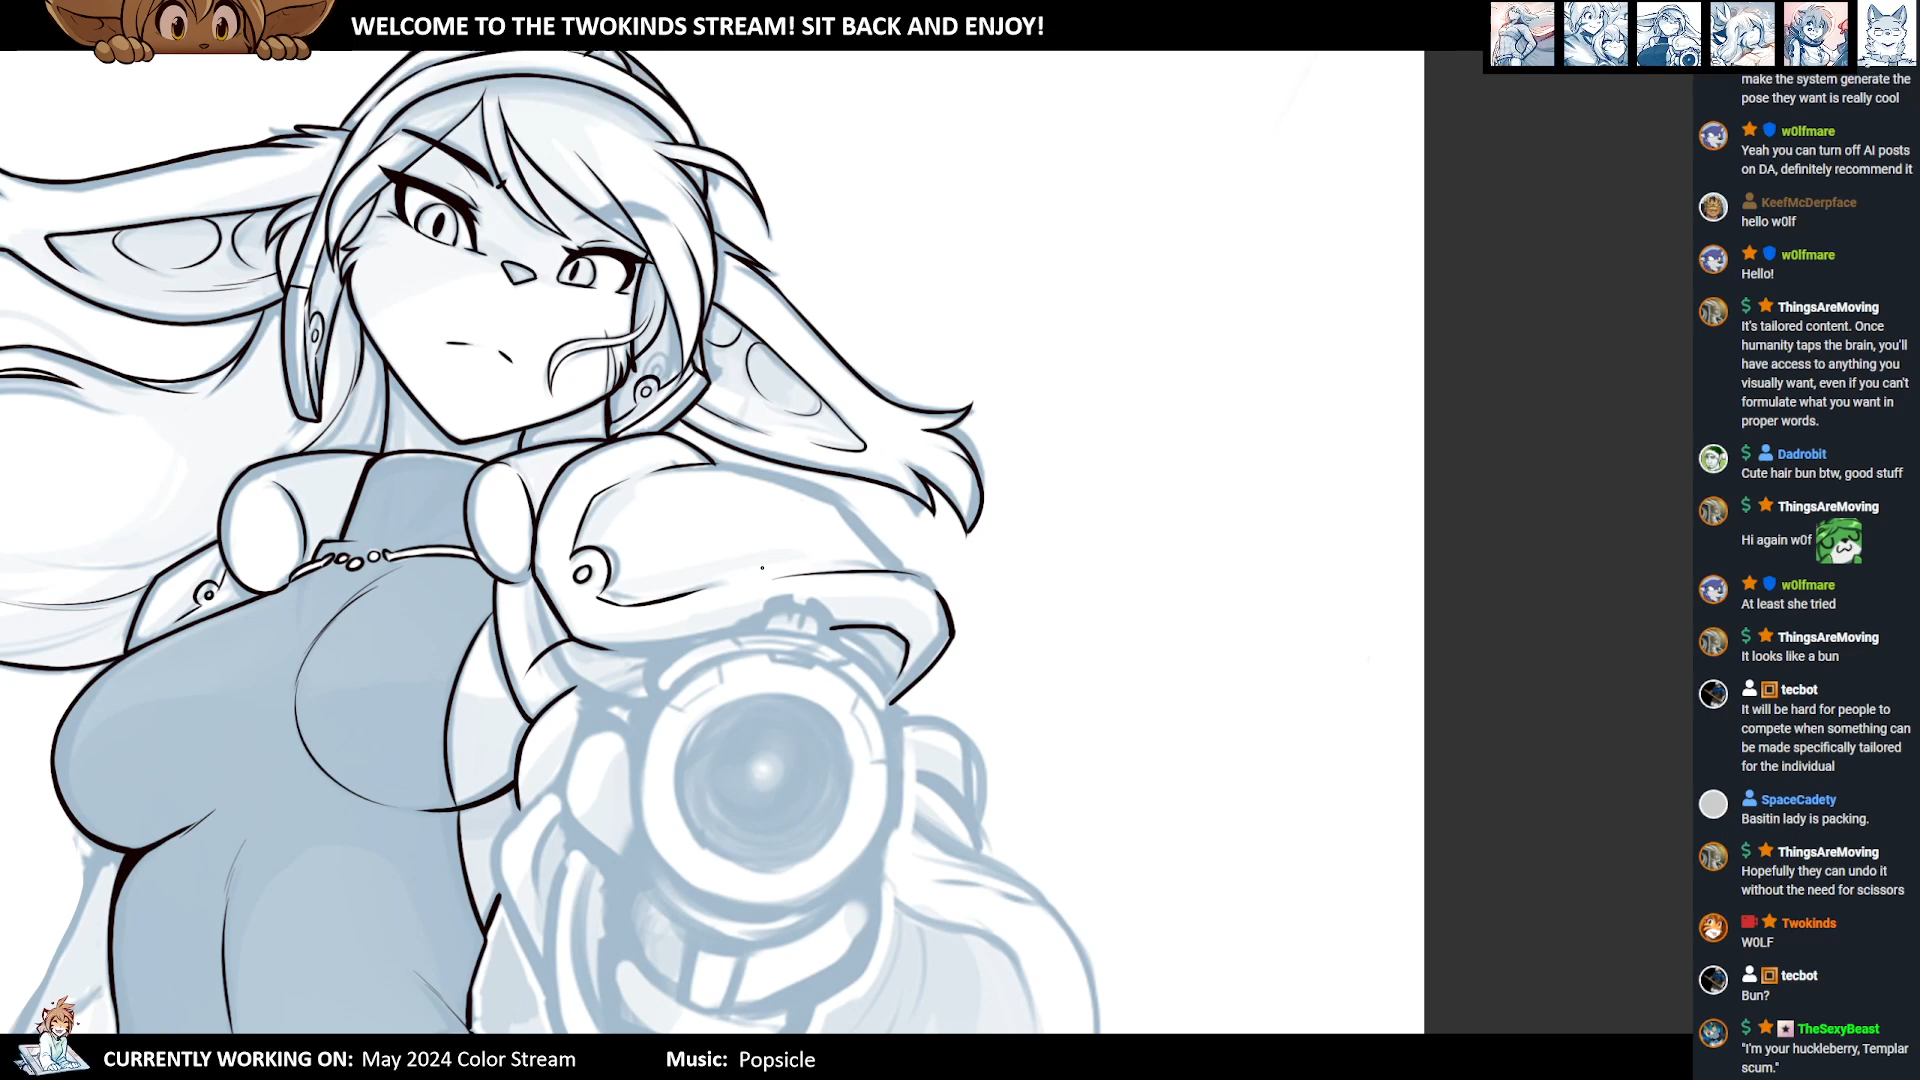 WELCOME TO THE TWOKINDS STREAM! SIT BACK AND ENJOY!
make the system generate the
pose they want is really cool
w0lfmare
Yeah you can turn off AI posts
on DA, definitely recommend it
KeefMcDerpface
hello w0lf
w0lfmare
Hello!
ThingsAreMoving
It's tailored content. Once
humanity taps the brain, you'll
have access to anything you
visually want, even if you can't
formulate what you want in
proper words.
Dadrobit
Cute hair bun btw, good stuff
ThingsAreMoving
Hi again w0f
w0lfmare
At least she tried
ThingsAreMoving
It looks like a bun
tecbot
It will be hard for people to
compete when something can
be made specifically tailored
for the individual
SpaceCadety
Basitin lady is packing.
ThingsAreMoving
Hopefully they can undo it
without the need for scissors
Twokinds
W0LF
tecbot
Bun?
TheSexyBeast
"I'm your huckleberry, Templar
scum."
CURRENTLY WORKING ON: May 2024 Color Stream
Music: Popsicle